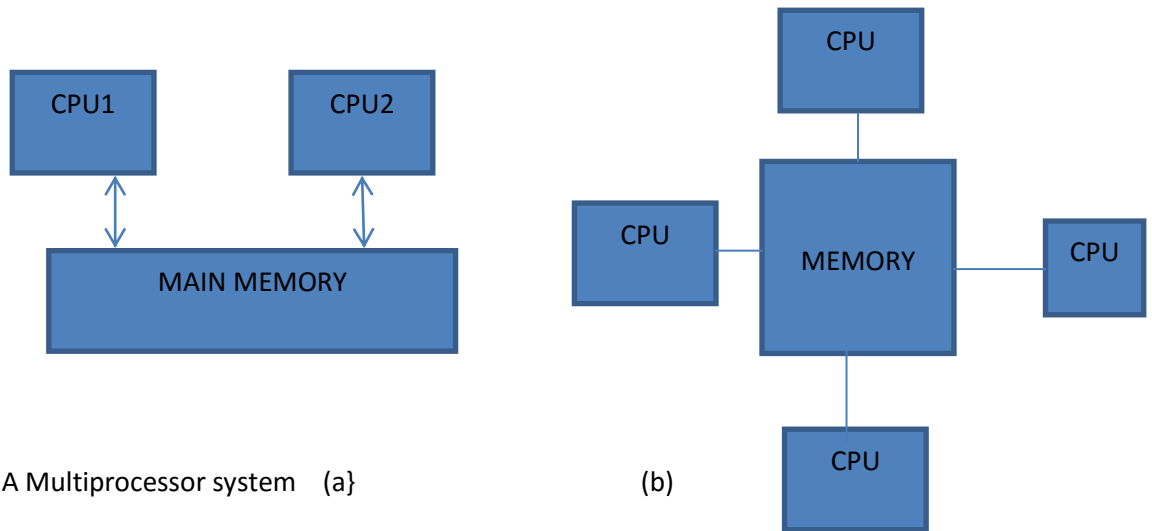 CPU1
CPU2
MAIN MEMORY
A Multiprocessor system (a}
CPU
CPU
MEMORY
CPU
CPU
(b)